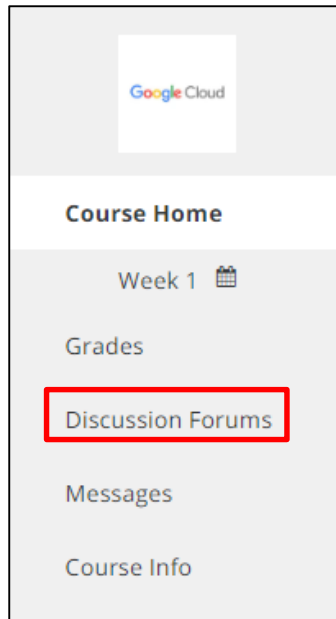 Google Cloud
Course Home
Week 1
Grades
Discussion Forums
Messages
Course Info